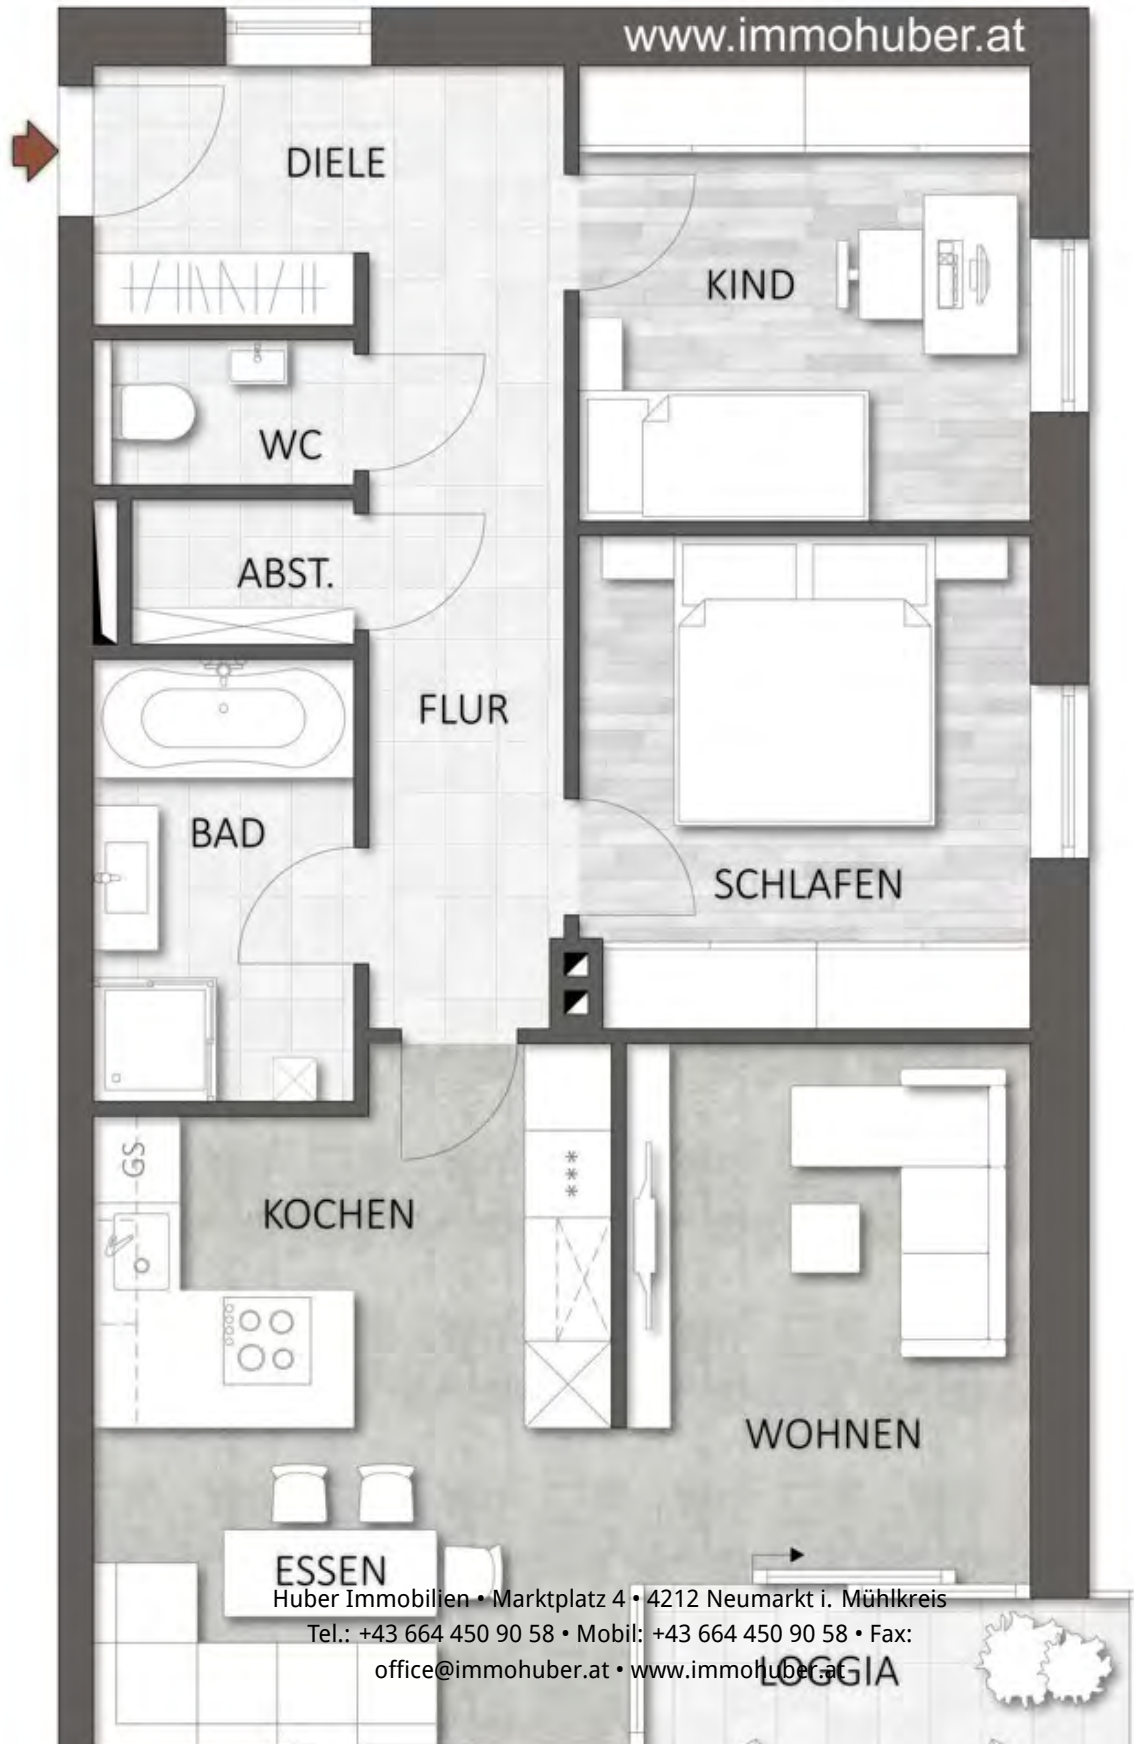 www.immohuber.at
DIELE
KIND
WC
ABST.
FLUR
BAD
SCHLAFEN
GS
***
KOCHEN
WOHNEN
ESSEN
Huber Immobilien • Marktplatz 4 • 4212 Neumarkt i. Mühlkreis
Tel.: +43 664 450 90 58 • Mobil: +43 664 450 90 58 • Fax:
office@immohuber.at • www.immohuber.at
LOGGIA